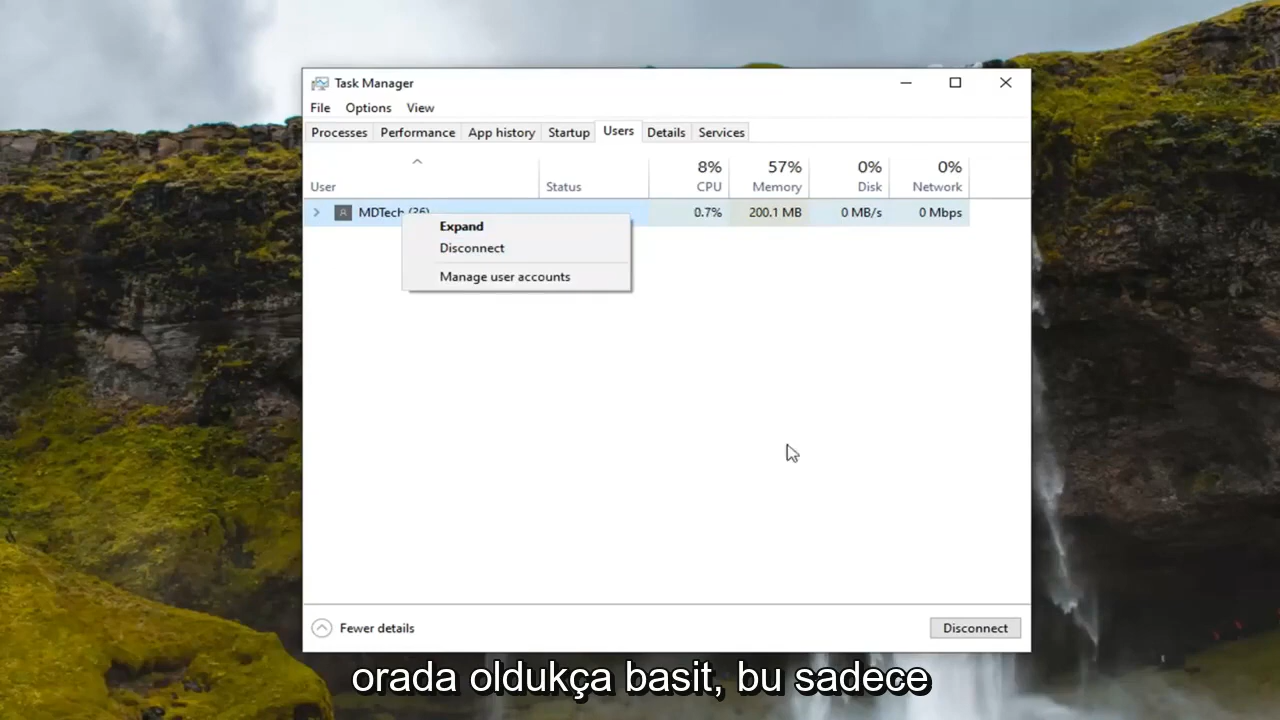 Task Manager
File Options View
Processes Performance App history Startup Users Details Services
8% 57% 0% 0%
User Status CPU Memory Disk Network
MDTech (36) 0.7% 200.1 MB 0 MB/s 0 Mbps
Expand
Disconnect
Manage user accounts
Fewer details Disconnect
orada oldukça basit, bu sadece